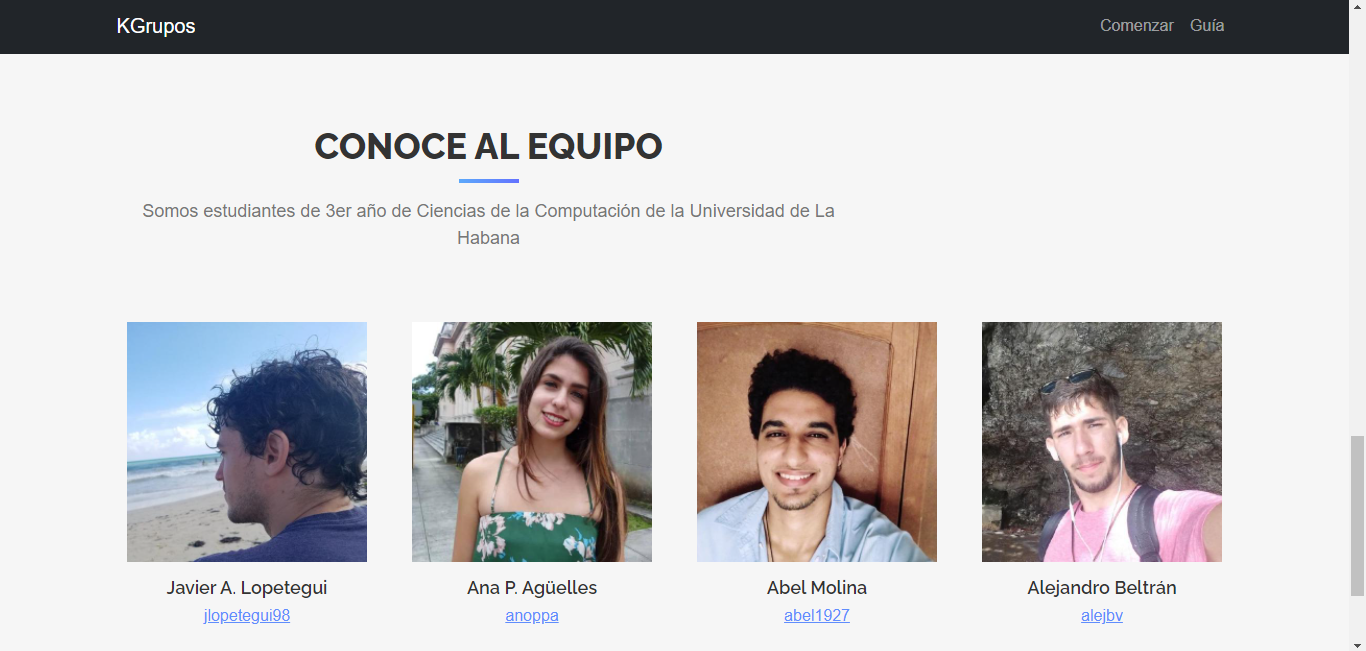 KGrupos
Comenzar
Guía
CONOCE AL EQUIPO
Somos estudiantes de 3er año de Ciencias de la Computación de la Universidad de La
Habana
Javier A. Lopetegui
jlopetegui98
Ana P. Agüelles
anoppa
Abel Molina
abel1927
Alejandro Beltrán
alejbv